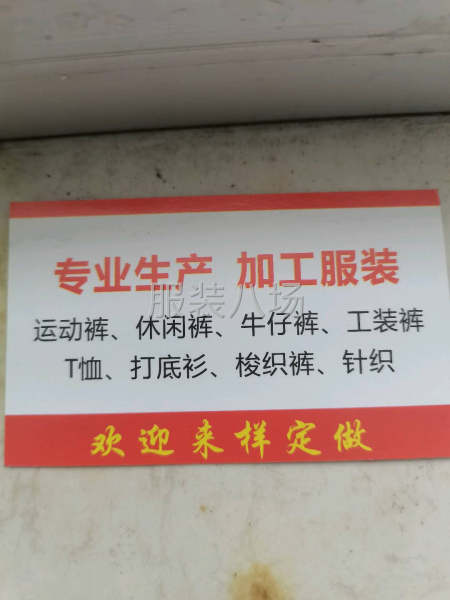 专业生产 加工服装
服装人场
运动裤、休闲裤、牛仔裤、工装裤
T恤、打底衫、梭织裤、针织
欢迎来样定做